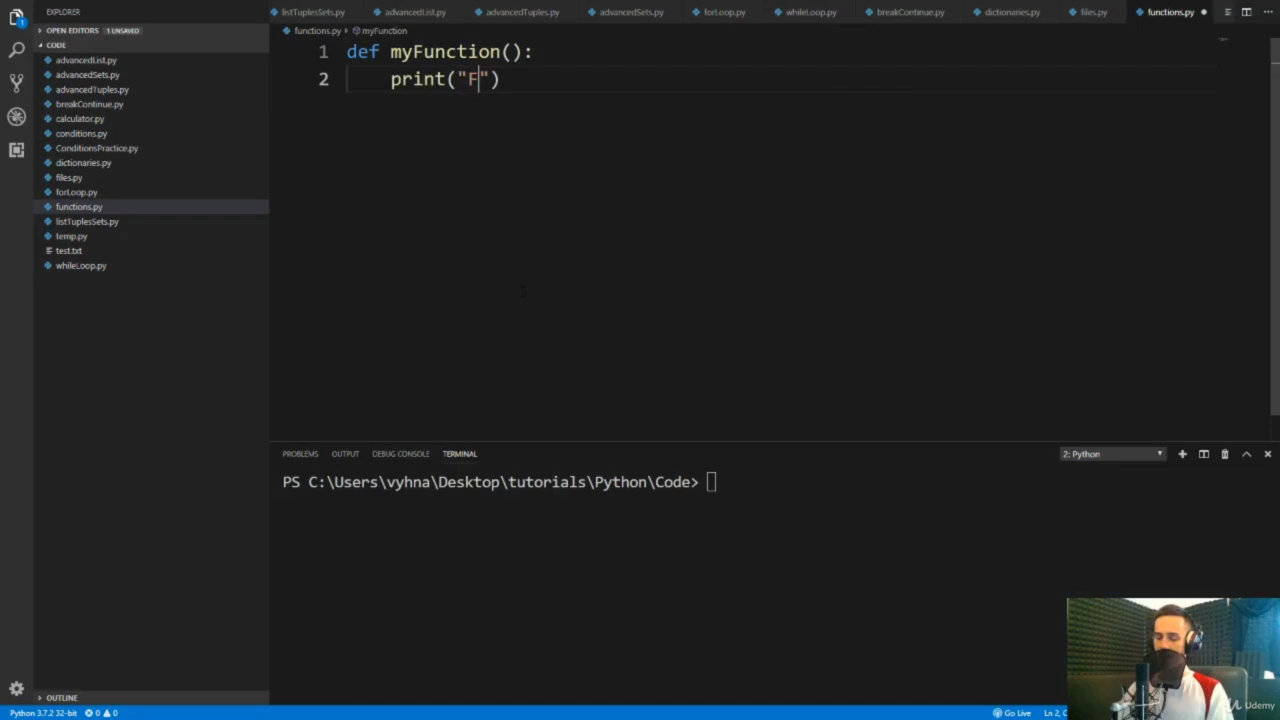 EXPLORER
OPEN EDITORS 1 UNSAVED
CODE
advancedList.py
advancedSets.py
advancedTuples.py
breakContinue.py
calculator.py
conditions.py
ConditionsPractice.py
dictionaries.py
files.py
forLoop.py
functions.py
listTuplesSets.py
temp.py
test.txt
whileLoop.py
OUTLINE
listTuplesSets.py advancedList.py advancedTuples.py advancedSets.py forLoop.py whileLoop.py breakContinue.py dictionaries.py files.py functions.py
functions.py myFunction
1 def myFunction():
2 print("F")
PROBLEMS OUTPUT DEBUG CONSOLE TERMINAL 2: Python
PS C:\Users\vyhna\Desktop\tutorials\Python\Code>
Udemy
Python 3.7.2 32-bit 0 0 Go Live Ln 2,